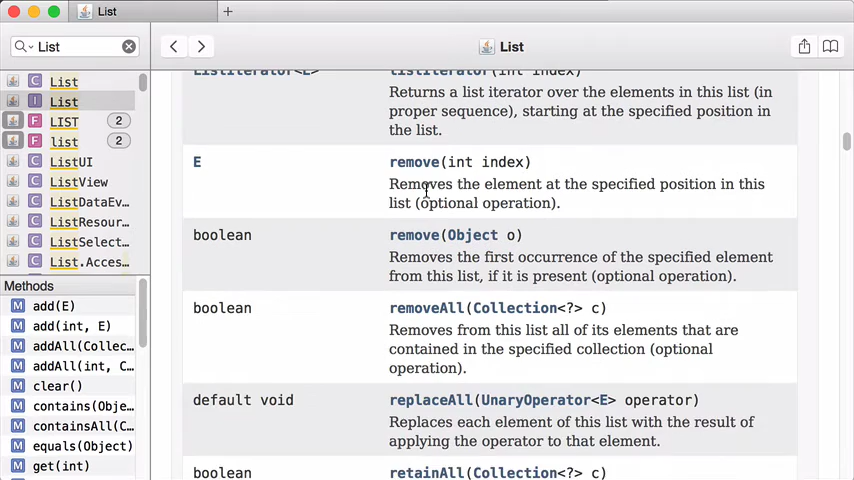 List
+
List
List
List
List
LIST 2
list 2
ListUI
ListView
ListDataEv...
ListResour...
ListSelect...
List.Acces...
Methods
add(E)
add(int, E)
addAll(Collec...
addAll(int, C...
clear()
contains(Obje...
containsAll(C...
equals(Object)
get(int)
ListIterator<E> listIterator(int index)
Returns a list iterator over the elements in this list (in
proper sequence), starting at the specified position in
the list.
E remove(int index)
Removes the element at the specified position in this
list (optional operation).
boolean remove(Object o)
Removes the first occurrence of the specified element
from this list, if it is present (optional operation).
boolean removeAll(Collection<?> c)
Removes from this list all of its elements that are
contained in the specified collection (optional
operation).
default void replaceAll(UnaryOperator<E> operator)
Replaces each element of this list with the result of
applying the operator to that element.
boolean retainAll(Collection<?> c)